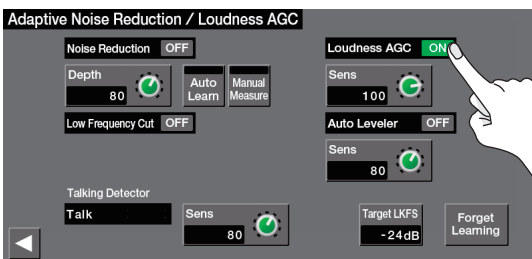 Adaptive Noise Reduction / Loudness AGC
Noise Reduction OFF
Depth
80
Auto Learn
Manual Measure
Low Frequency Cut OFF
Loudness AGC ON
Sens
100
Auto Leveler OFF
Sens
80
Talking Detector
Talk
Sens
80
Target LKFS
-24dB
Forget Learning